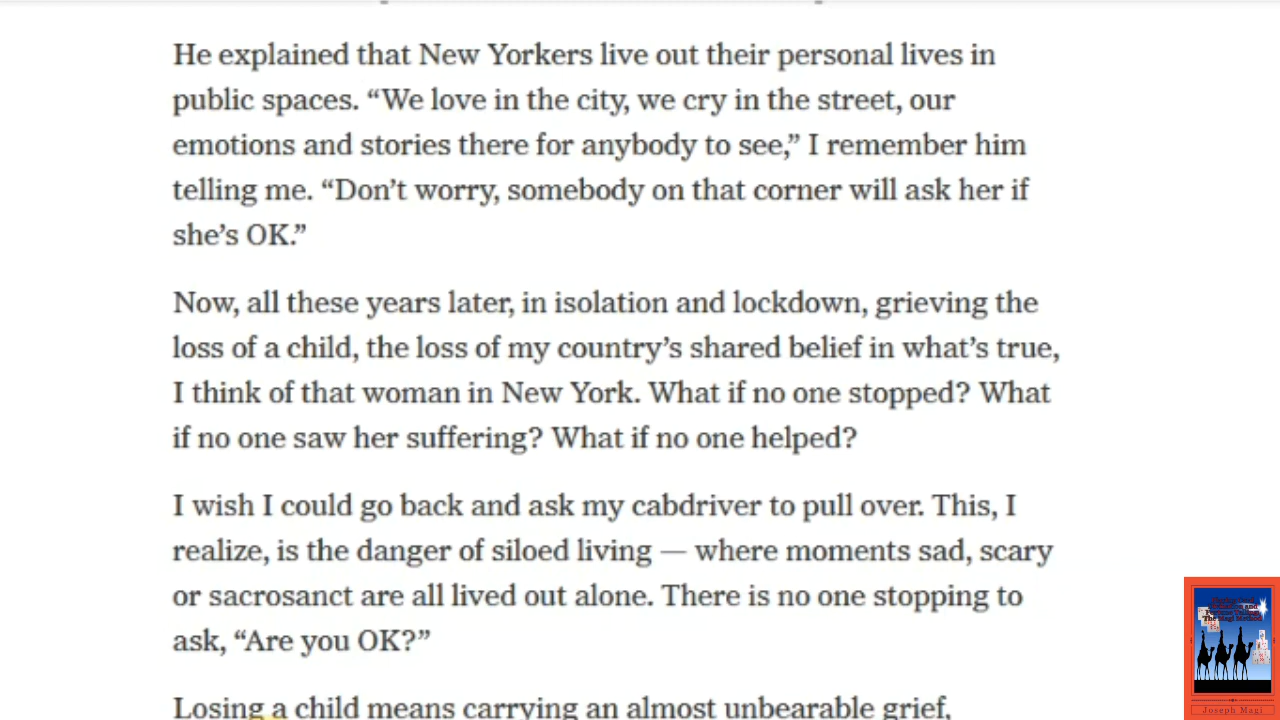 He explained that New Yorkers live out their personal lives in
public spaces. “We love in the city, we cry in the street, our
emotions and stories there for anybody to see,” I remember him
telling me. “Don’t worry, somebody on that corner will ask her if
she’s OK.”
Now, all these years later, in isolation and lockdown, grieving the
loss of a child, the loss of my country’s shared belief in what’s true,
I think of that woman in New York. What if no one stopped? What
if no one saw her suffering? What if no one helped?
I wish I could go back and ask my cabdriver to pull over. This, I
realize, is the danger of siloed living — where moments sad, scary
or sacrosanct are all lived out alone. There is no one stopping to
ask, “Are you OK?”
Losing a child means carrying an almost unbearable grief,
The Magi Method
Joseph Magi